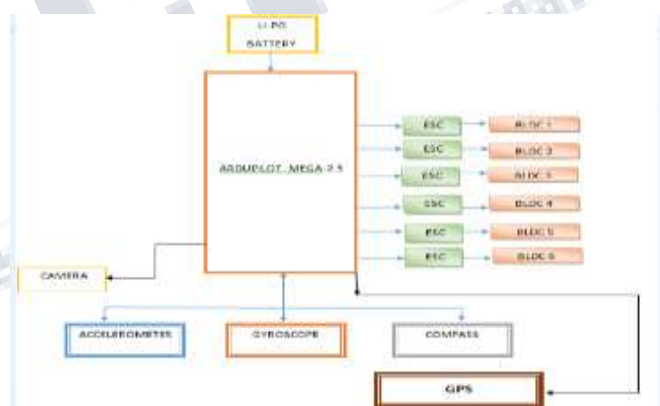 LI-PO
BATTERY
ARDUPILOT MEGA-2.5
ESC
BLDC 1
ESC
BLDC 2
ESC
BLDC 3
ESC
BLDC 4
ESC
BLDC 5
ESC
BLDC 6
CAMERA
ACCELEROMETER
GYROSCOPE
COMPASS
GPS